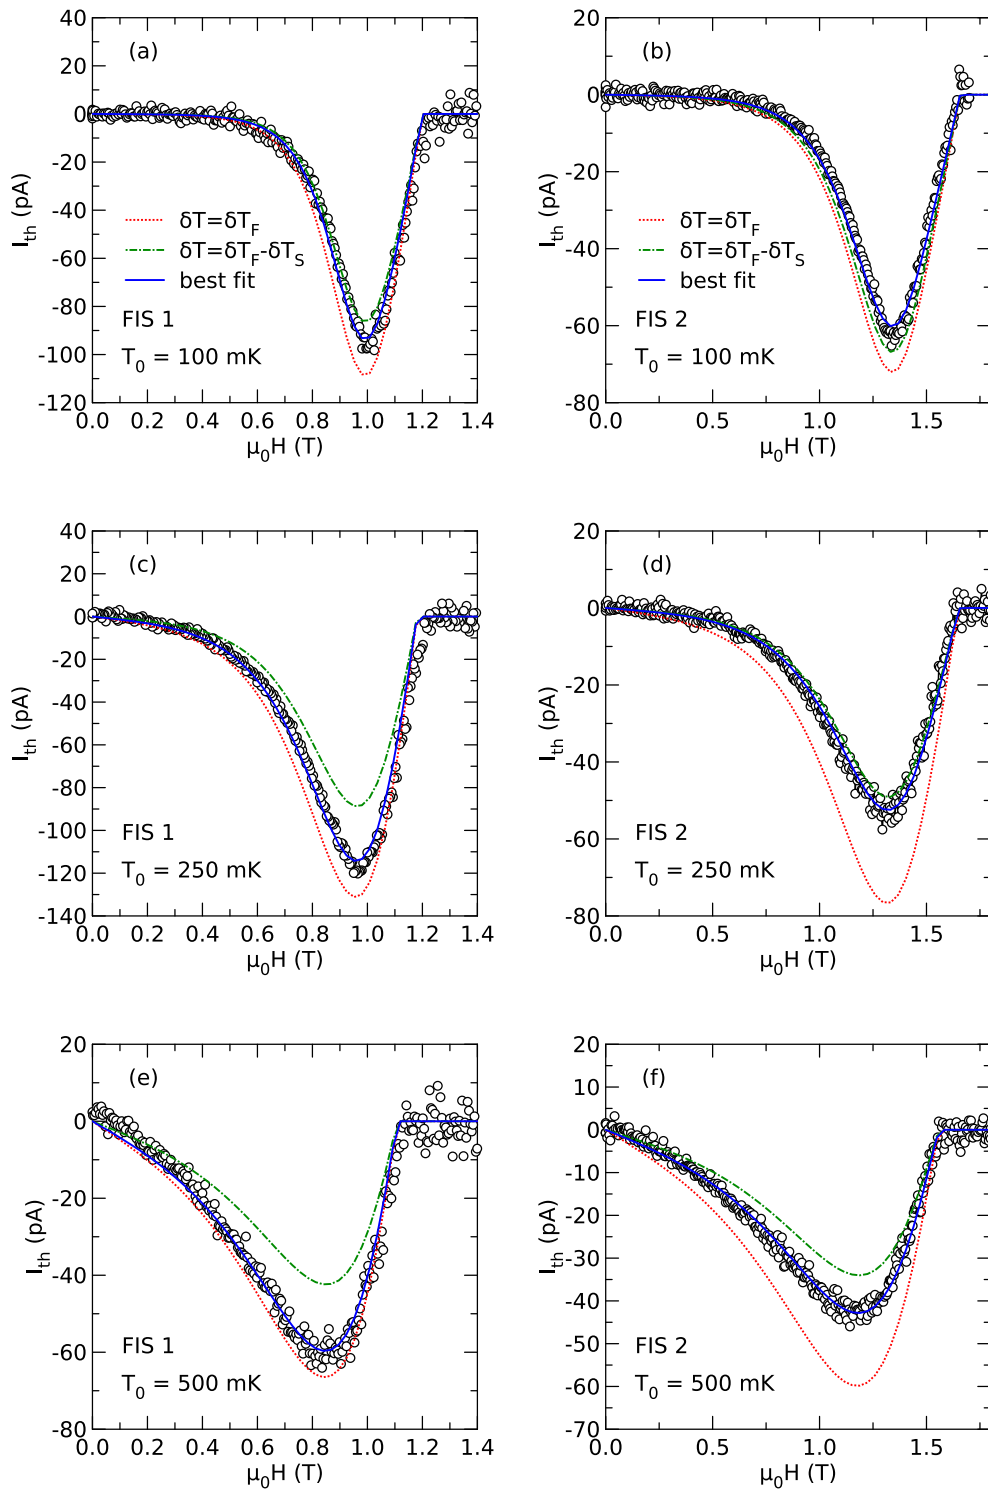 (a)
40
20
0
-20
-40
-60
-80
-100
-120
I_th (pA)
δT=δT_F
δT=δT_F-δT_S
best fit
FIS 1
T_0 = 100 mK
0.0 0.2 0.4 0.6 0.8 1.0 1.2 1.4
μ_0H (T)
(b)
20
0
-20
-40
-60
-80
I_th (pA)
δT=δT_F
δT=δT_F-δT_S
best fit
FIS 2
T_0 = 100 mK
0.0 0.5 1.0 1.5
μ_0H (T)
(c)
40
20
0
-20
-40
-60
-80
-100
-120
-140
I_th (pA)
FIS 1
T_0 = 250 mK
0.0 0.2 0.4 0.6 0.8 1.0 1.2 1.4
μ_0H (T)
(d)
20
0
-20
-40
-60
-80
I_th (pA)
FIS 2
T_0 = 250 mK
0.0 0.5 1.0 1.5
μ_0H (T)
(e)
20
0
-20
-40
-60
-80
I_th (pA)
FIS 1
T_0 = 500 mK
0.0 0.2 0.4 0.6 0.8 1.0 1.2 1.4
μ_0H (T)
(f)
20
10
0
-10
-20
-30
-40
-50
-60
-70
I_th (pA)
FIS 2
T_0 = 500 mK
0.0 0.5 1.0 1.5
μ_0H (T)